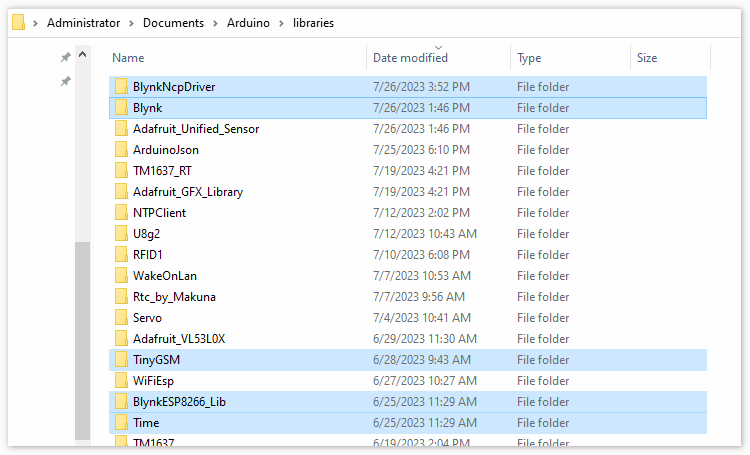 Administrator > Documents > Arduino > libraries
Name Date modified Type Size
BlynkNcpDriver 7/26/2023 3:52 PM File folder
Blynk 7/26/2023 1:46 PM File folder
Adafruit_Unified_Sensor 7/26/2023 1:46 PM File folder
ArduinoJson 7/25/2023 6:10 PM File folder
TM1637_RT 7/19/2023 4:21 PM File folder
Adafruit_GFX_Library 7/19/2023 4:21 PM File folder
NTPClient 7/12/2023 2:02 PM File folder
U8g2 7/12/2023 10:43 AM File folder
RFID1 7/10/2023 6:08 PM File folder
WakeOnLan 7/7/2023 10:53 AM File folder
Rtc_by_Makuna 7/7/2023 9:56 AM File folder
Servo 7/4/2023 10:41 AM File folder
Adafruit_VL53L0X 6/29/2023 11:30 AM File folder
TinyGSM 6/28/2023 9:43 AM File folder
WiFiEsp 6/27/2023 10:27 AM File folder
BlynkESP8266_Lib 6/25/2023 11:29 AM File folder
Time 6/25/2023 11:29 AM File folder
TM1637 6/19/2023 2:04 PM File folder